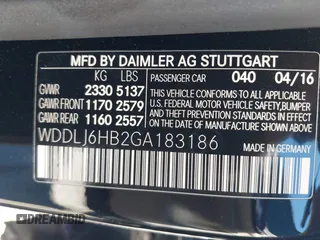 MFD BY DAIMLER AG STUTTGART
KG LBS PASSENGER CAR 040 04/16
GVWR 2330 5137
GAWR FRONT 1170 2579
GAWR REAR 1160 2557
THIS VEHICLE CONFORMS TO ALL APPLICABLE
U.S. FEDERAL MOTOR VEHICLE SAFETY, BUMPER,
AND THEFT PREVENTION STANDARDS IN EFFECT
ON THE DATE OF MANUFACTURE SHOWN ABOVE.
WDDLJ6HB2GA183186
MADE IN GERMANY
DREAMBID